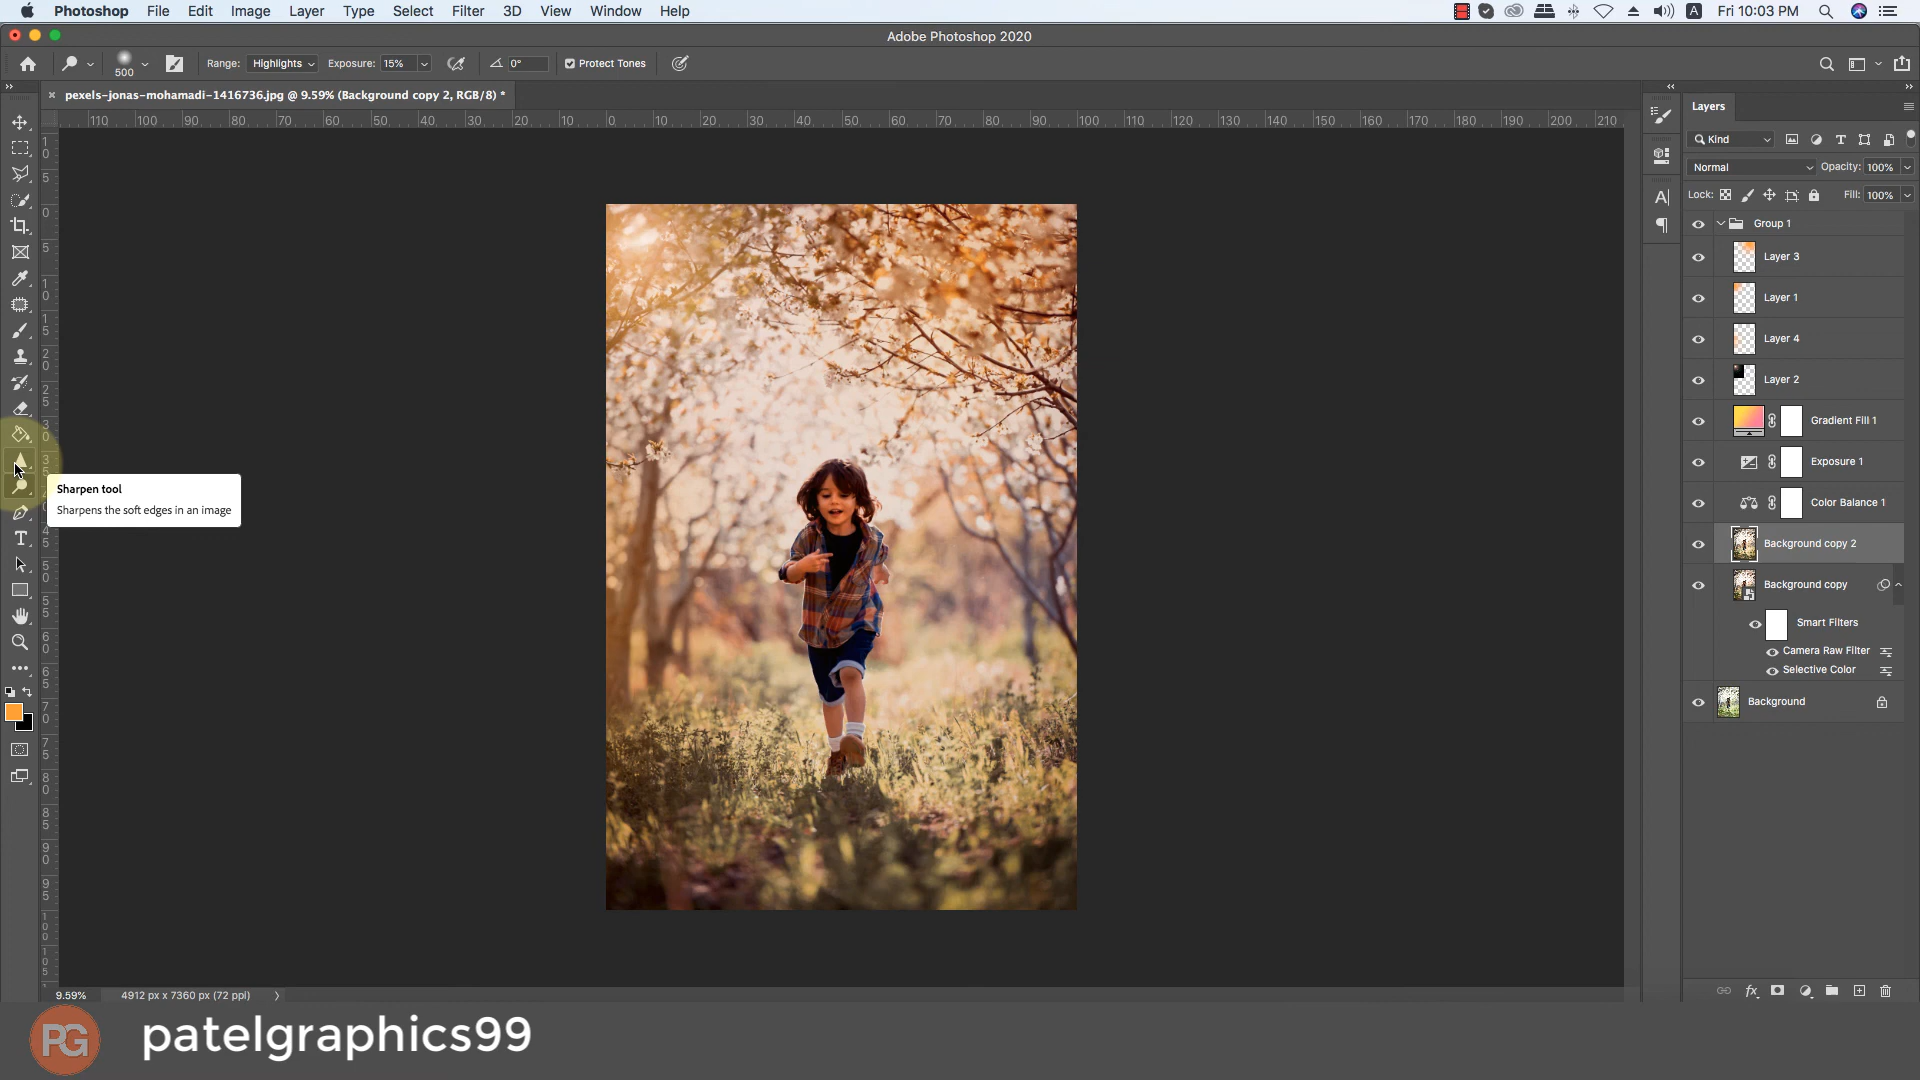 Photoshop File Edit Image Layer Type Select Filter 3D View Window Help A Fri 10:03 PM
Adobe Photoshop 2020
500 Range: Highlights Exposure: 15% 0° Protect Tones
pexels-jonas-mohamadi-1416736.jpg @ 9.59% (Background copy 2, RGB/8) *
110 100 90 80 70 60 50 40 30 20 10 0 10 20 30 40 50 60 70 80 90 100 110 120 130 140 150 160 170 180 190 200 210
Layers
Kind
Normal Opacity: 100%
Lock: Fill: 100%
Group 1
Layer 3
Layer 1
Layer 4
Layer 2
Gradient Fill 1
Exposure 1
Color Balance 1
Background copy 2
Background copy
Smart Filters
Camera Raw Filter
Selective Color
Background
Sharpen tool
Sharpens the soft edges in an image
9.59% 4912 px x 7360 px (72 ppi)
PG patelgraphics99